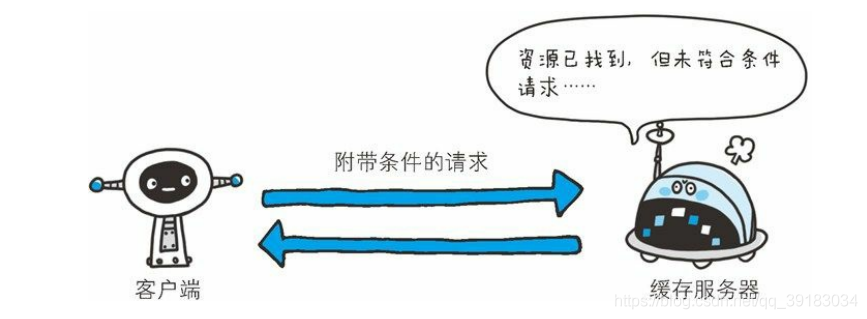 资源已找到，但未符合条件
请求……
附带条件的请求
客户端
缓存服务器
https://blog.csdn.net/qq_39183034